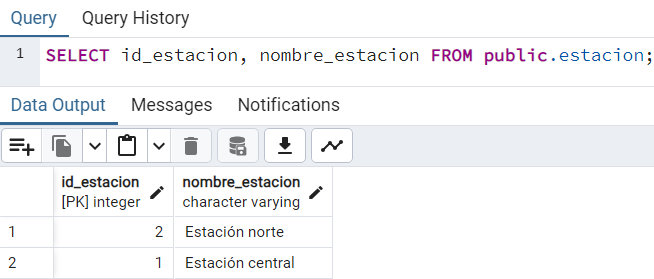 Query Query History
1 SELECT id_estacion, nombre_estacion FROM public.estacion;
Data Output Messages Notifications
id_estacion nombre_estacion
[PK] integer character varying
1 2 Estación norte
2 1 Estación central